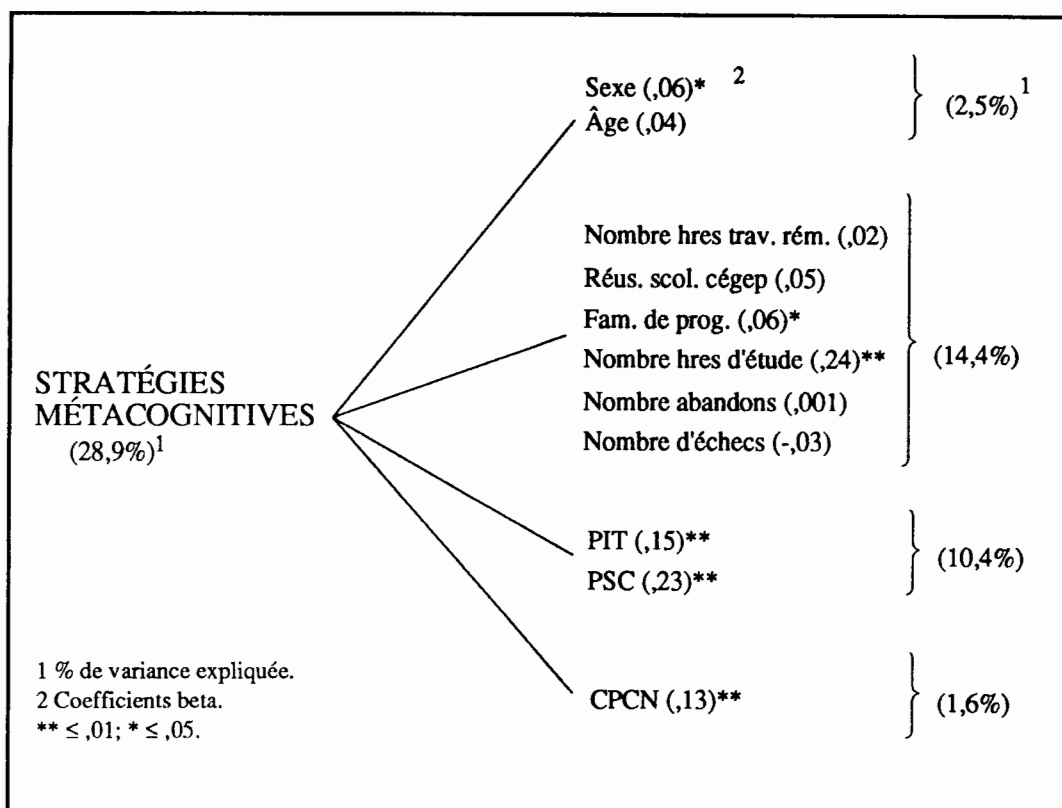 Sexe (,06)* 2
Âge (,04)
(2,5%)1
Nombre hres trav. rém. (,02)
Réus. scol. cégep (,05)
Fam. de prog. (,06)*
Nombre hres d'étude (,24)**
Nombre abandons (,001)
Nombre d'échecs (-,03)
(14,4%)
STRATÉGIES
MÉTACOGNITIVES
(28,9%)1
PIT (,15)**
PSC (,23)**
(10,4%)
CPCN (,13)**
(1,6%)
1 % de variance expliquée.
2 Coefficients beta.
** ≤ ,01; * ≤ ,05.